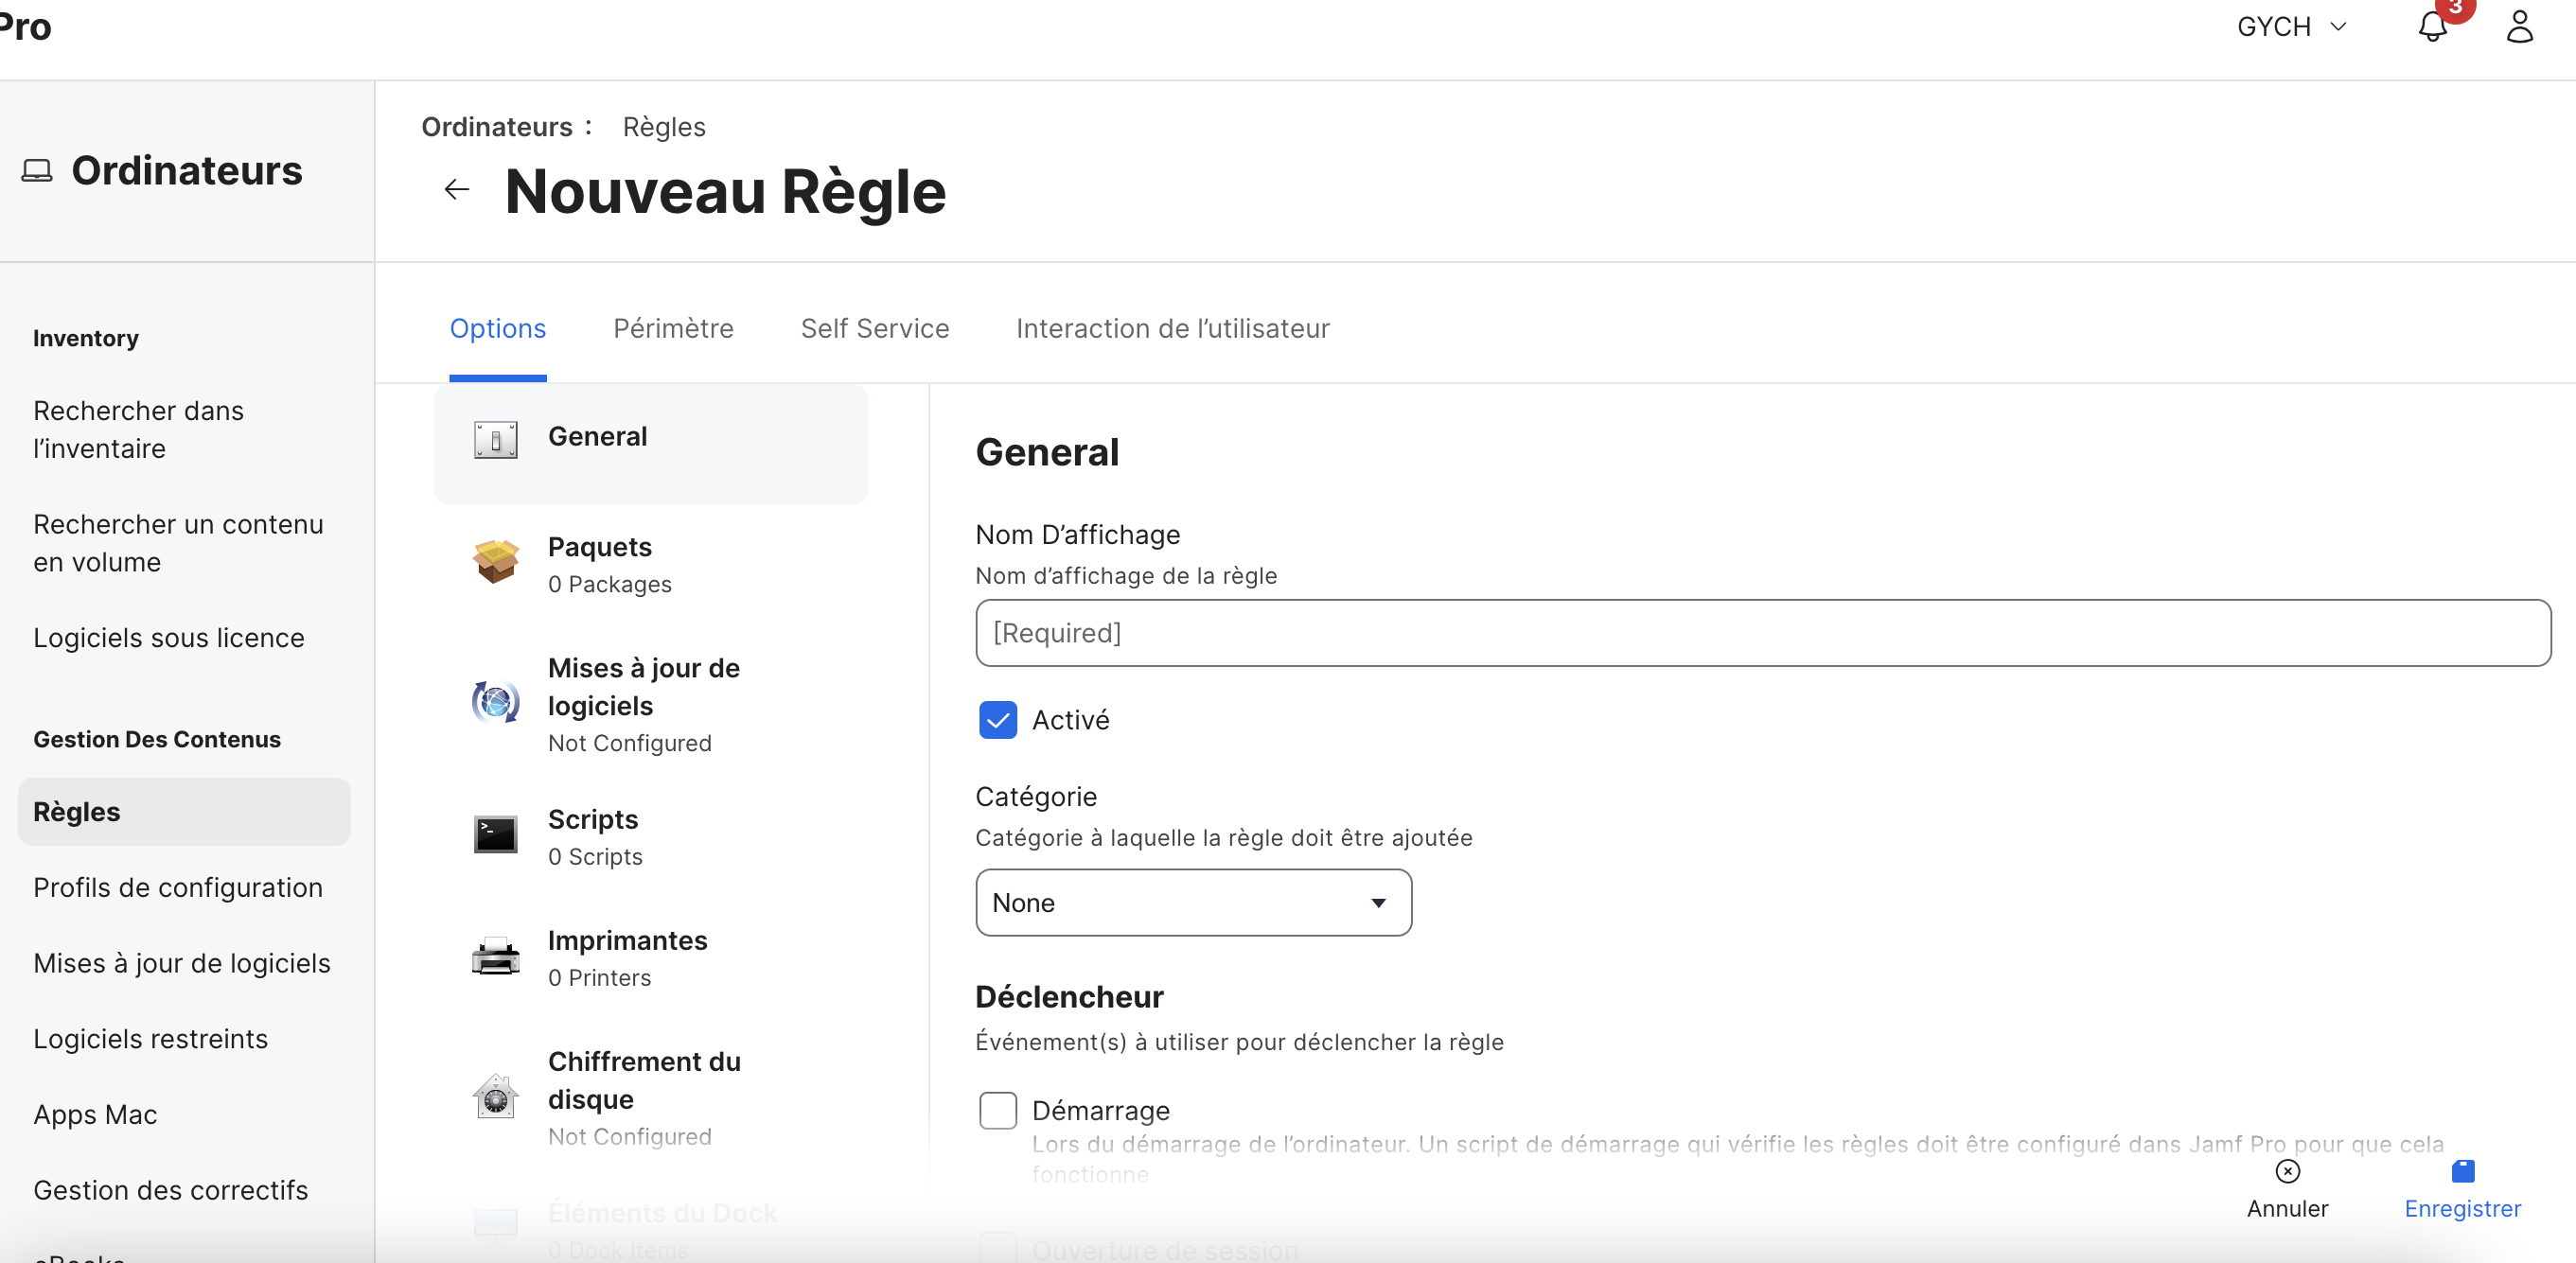 Pro
GYCH
3
Ordinateurs
Inventory
Rechercher dans
l'inventaire
Rechercher un contenu
en volume
Logiciels sous licence
Gestion Des Contenus
Règles
Profils de configuration
Mises à jour de logiciels
Logiciels restreints
Apps Mac
Gestion des correctifs
eBooks
Ordinateurs : Règles
Nouveau Règle
Options
Périmètre
Self Service
Interaction de l’utilisateur
General
Paquets
0 Packages
Mises à jour de
logiciels
Not Configured
Scripts
0 Scripts
Imprimantes
0 Printers
Chiffrement du
disque
Not Configured
Éléments du Dock
0 Dock Items
General
Nom D’affichage
Nom d’affichage de la règle
[Required]
Activé
Catégorie
Catégorie à laquelle la règle doit être ajoutée
None
Déclencheur
Événement(s) à utiliser pour déclencher la règle
Démarrage
Lors du démarrage de l’ordinateur. Un script de démarrage qui vérifie les règles doit être configuré dans Jamf Pro pour que cela
fonctionne
Ouverture de session
Annuler
Enregistrer